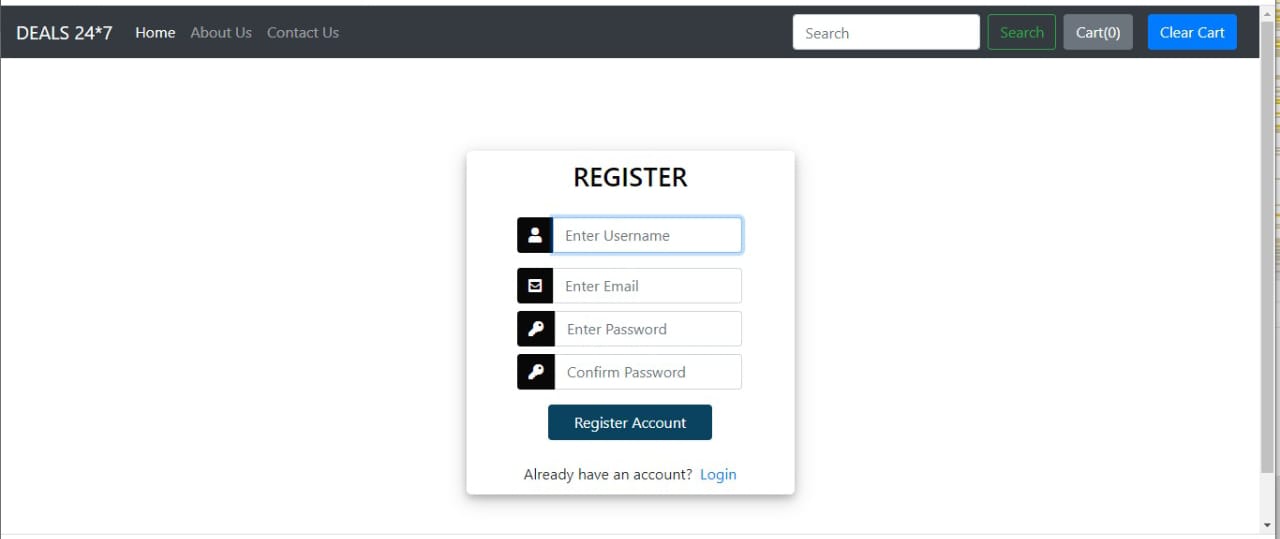 DEALS 24*7 Home About Us Contact Us Search Search Cart(0) Clear Cart
REGISTER
Enter Username
Enter Email
Enter Password
Confirm Password
Register Account
Already have an account? Login